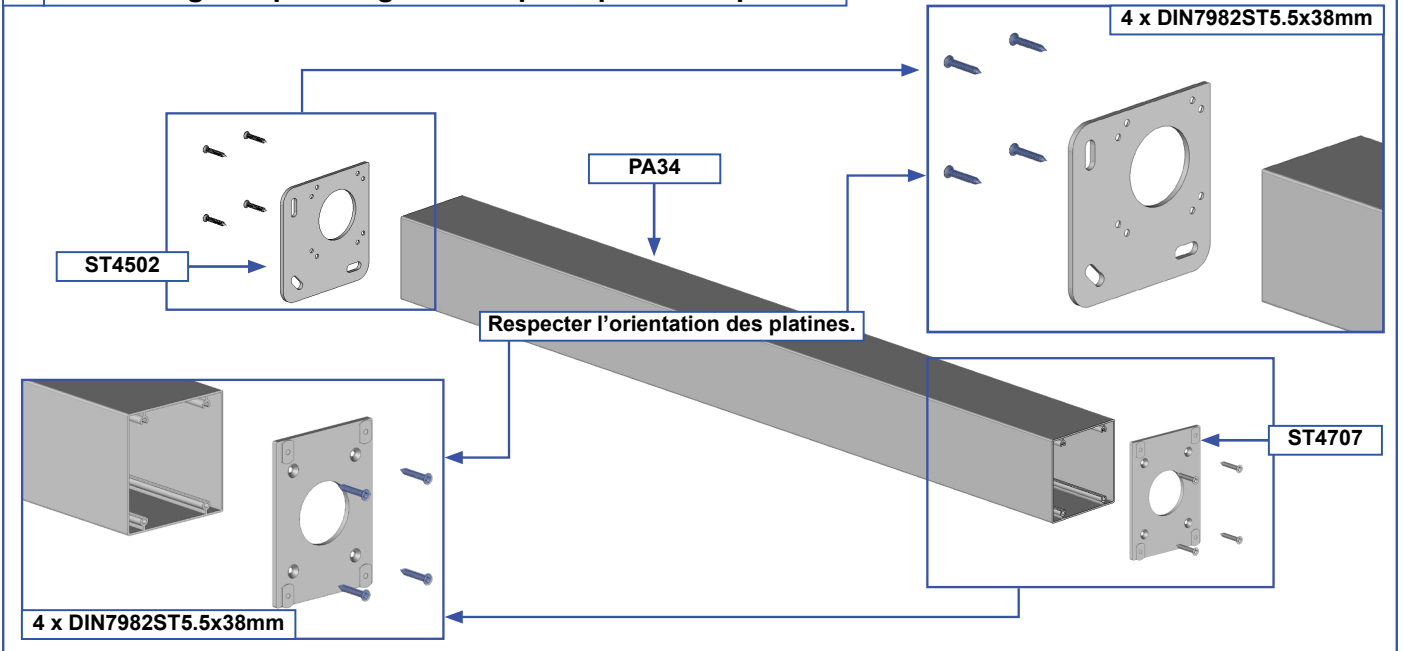 4 x DIN7982ST5.5x38mm
PA34
ST4502
Respecter l’orientation des platines.
ST4707
4 x DIN7982ST5.5x38mm